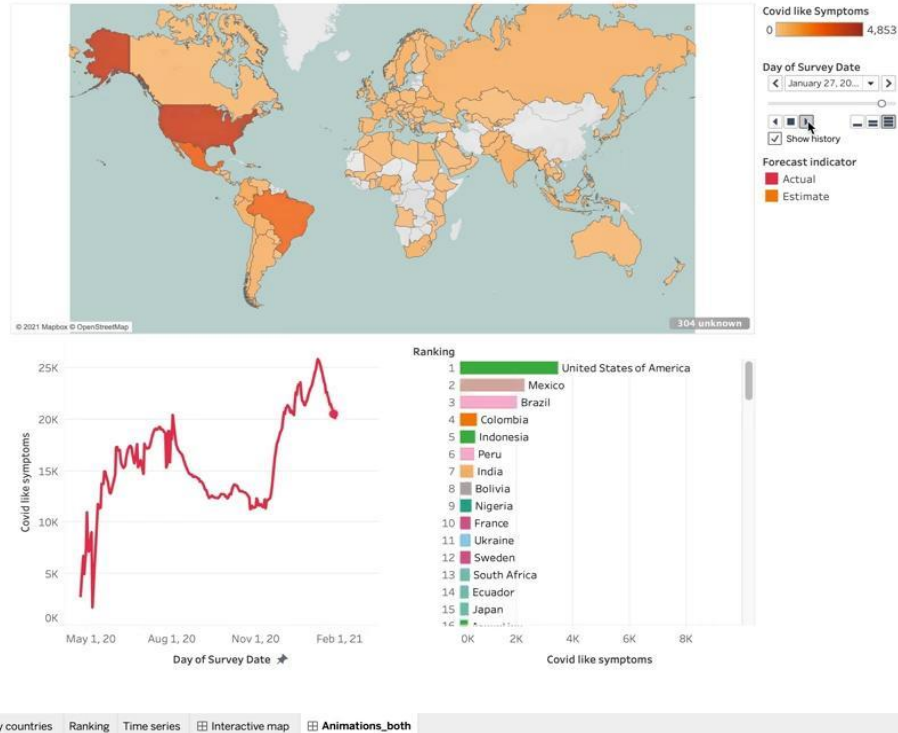 Covid like Symptoms
0 4,853
Day of Survey Date
January 27, 20...
Show history
Forecast indicator
Actual
Estimate
© 2021 Mapbox © OpenStreetMap
304 unknown
25K
20K
15K
10K
5K
0K
Covid like symptoms
May 1, 20 Aug 1, 20 Nov 1, 20 Feb 1, 21
Day of Survey Date
Ranking
1 United States of America
2 Mexico
3 Brazil
4 Colombia
5 Indonesia
6 Peru
7 India
8 Bolivia
9 Nigeria
10 France
11 Ukraine
12 Sweden
13 South Africa
14 Ecuador
15 Japan
16
0K 2K 4K 6K 8K
Covid like symptoms
countries Ranking Time series Interactive map Animations_both